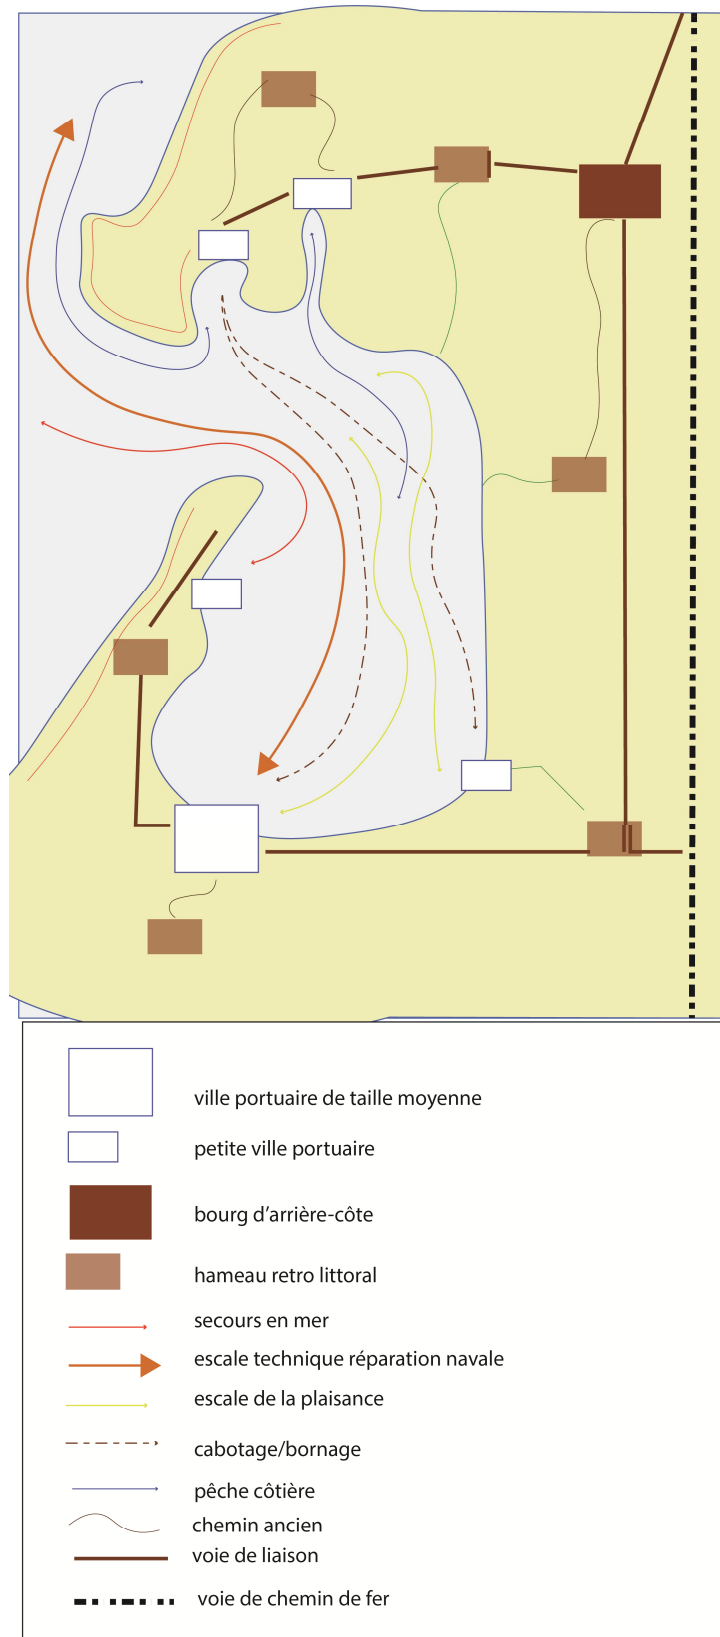 ville portuaire de taille moyenne
petite ville portuaire
bourg d'arrière-côte
hameau retro littoral
secours en mer
escale technique réparation navale
escale de la plaisance
cabotage/bornage
pêche côtière
chemin ancien
voie de liaison
voie de chemin de fer